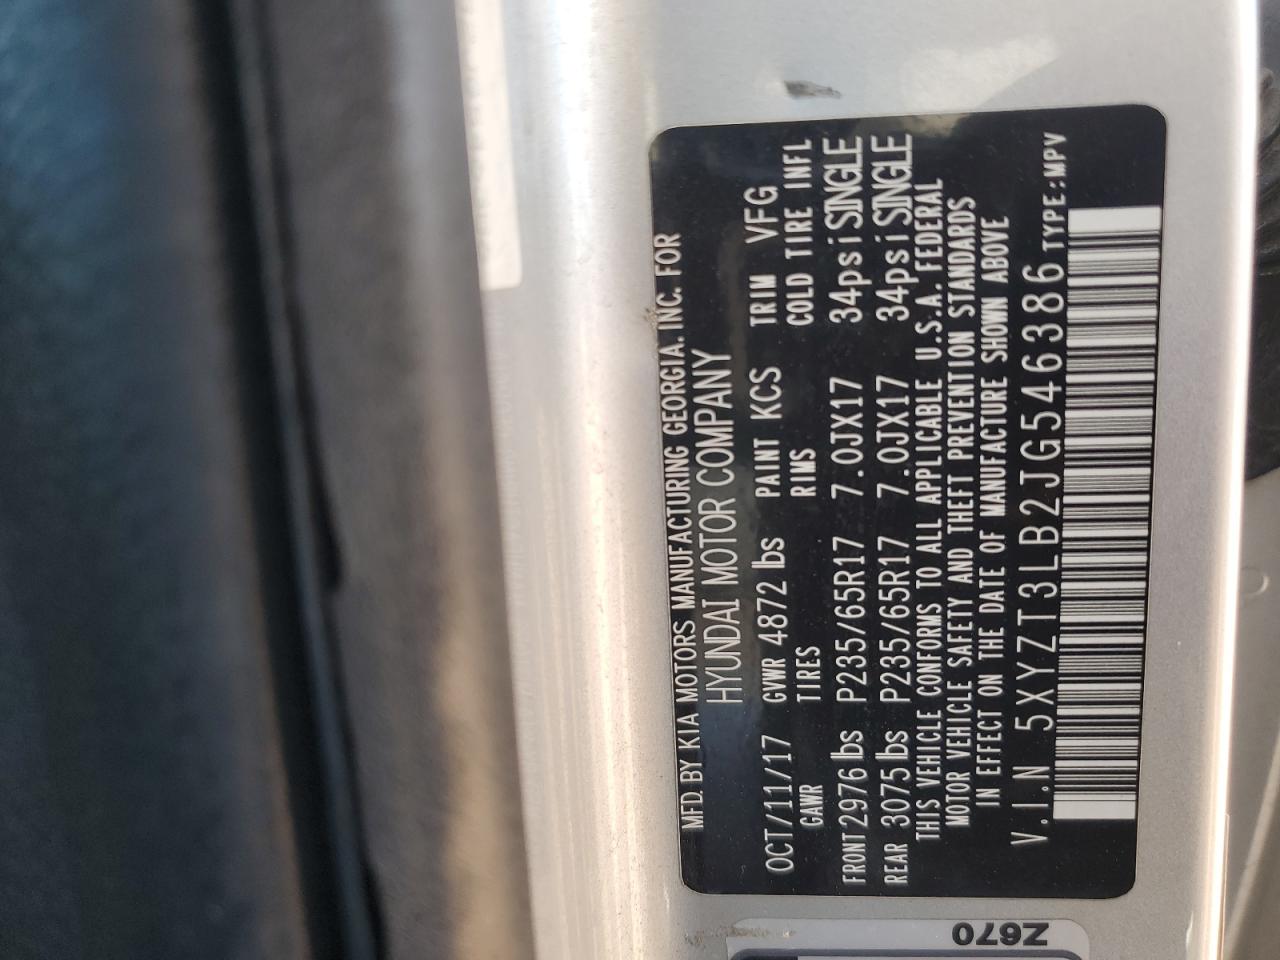 MFD. BY KIA MOTORS MANUFACTURING GEORGIA. INC. FOR
HYUNDAI MOTOR COMPANY
OCT/11/17 GVWR 4872 lbs PAINT KCS TRIM VFG
GAWR TIRES RIMS COLD TIRE INFL
FRONT 2976 lbs P235/65R17 7.0JX17 34psi SINGLE
REAR 3075 lbs P235/65R17 7.0JX17 34psi SINGLE
THIS VEHICLE CONFORMS TO ALL APPLICABLE U.S.A. FEDERAL
MOTOR VEHICLE SAFETY AND THEFT PREVENTION STANDARDS
IN EFFECT ON THE DATE OF MANUFACTURE SHOWN ABOVE
V.I.N 5XYZT3LB2JG546386 TYPE:MPV
Z670